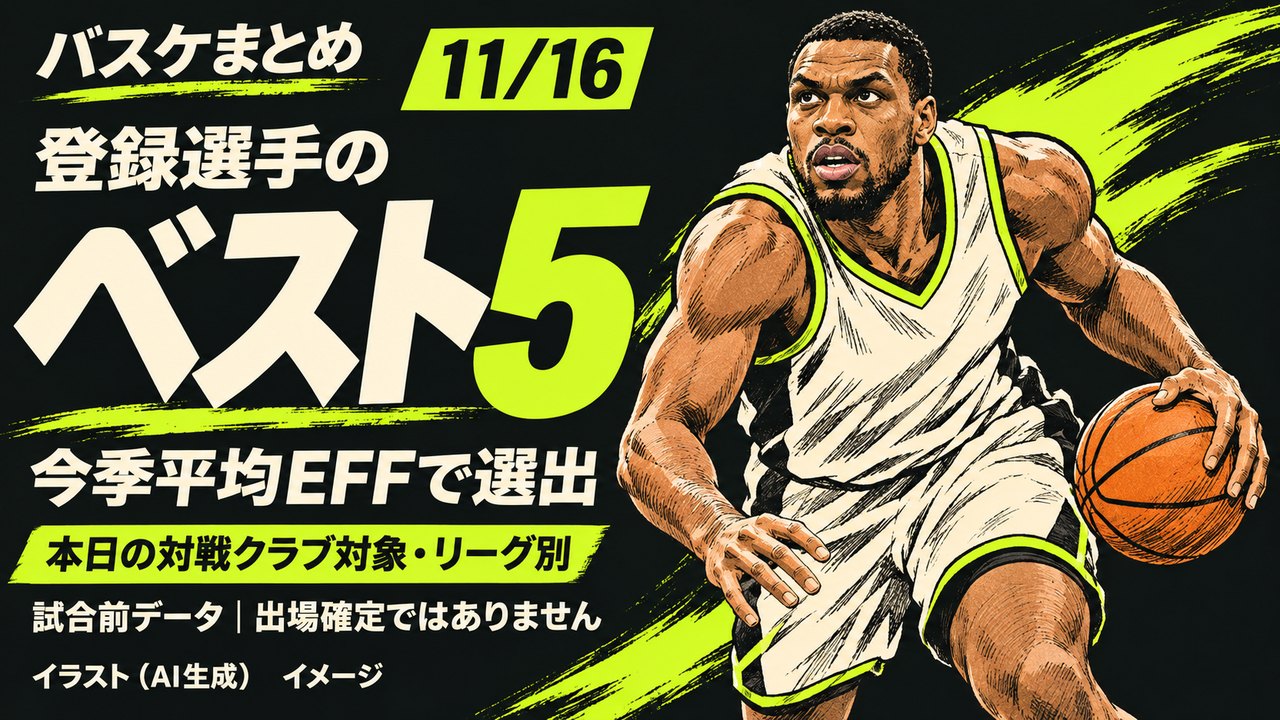 バスケまとめ
11/16
登録選手の
ベスト5
今季平均EFFで選出
本日の対戦クラブ対象・リーグ別
試合前データ｜出場確定ではありません
イラスト（AI生成） イメージ